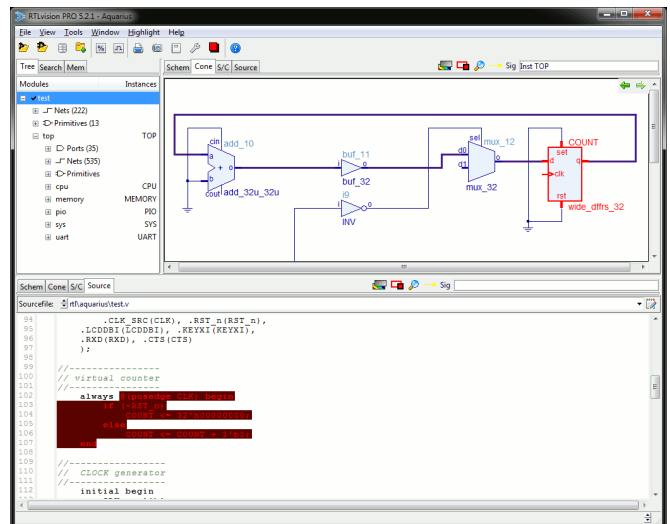 RTLvision PRO 5.2.1 - Aquarius
File View Tools Window Highlight Help
Tree Search Mem
Schem Cone S/C Source
Sig Inst TOP
Modules Instances
test
Nets (222)
Primitives (13
top TOP
Ports (35)
Nets (535)
Primitives
cpu CPU
memory MEMORY
pio PIO
sys SYS
uart UART
cin add_10
a
+ o
b
cout add_32u_32u
buf_11
i o
buf_32
i9
i o
INV
sel mux_12
d0
d1 o
mux_32
COUNT
set
d q
clk
rst
wide_dffrs_32
Schem Cone S/C Source
Sig
Sourcefile: rtl\aquarius\test.v
94 .CLK_SRC(CLK), .RST_n(RST_n),
95 .LCDDBI(LCDDBI), .KEYXI(KEYXI),
96 .RXD(RXD), .CTS(CTS)
97 );
98
99 //----------------
100 // virtual counter
101 //----------------
102 always @(posedge CLK) begin
103 if (~RST_n)
104 COUNT <= 32'h00000000;
105 else
106 COUNT <= COUNT + 1'b1;
107 end
108
109 //-----------------
110 // CLOCK generator
111 //-----------------
112 initial begin